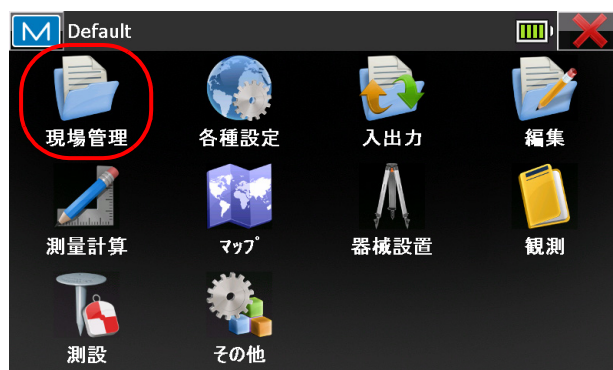 M Default
現場管理 各種設定 入出力 編集
測量計算 ﾏｯﾌﾟ 器械設置 観測
測設 その他